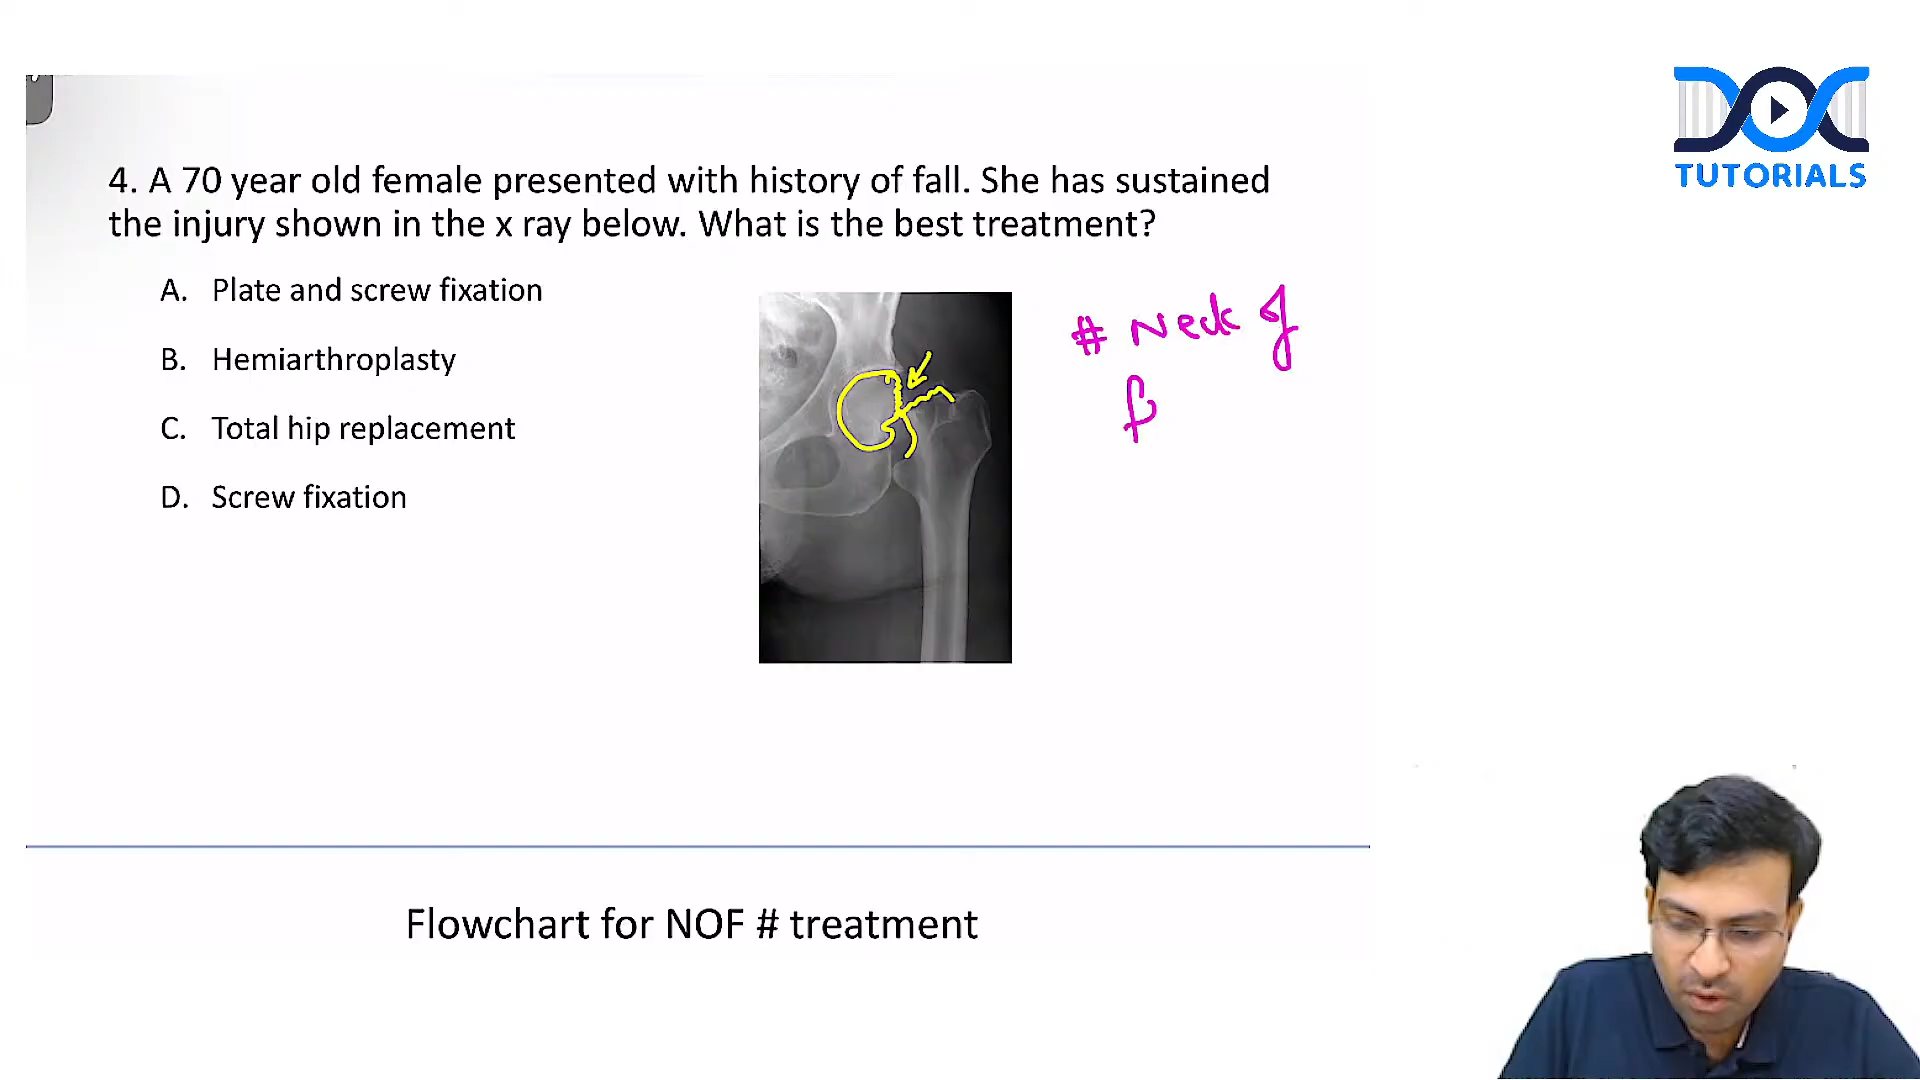 4. A 70 year old female presented with history of fall. She has sustained
the injury shown in the x ray below. What is the best treatment?
A. Plate and screw fixation
B. Hemiarthroplasty
C. Total hip replacement
D. Screw fixation
# Neck of
Flowchart for NOF # treatment
TUTORIALS